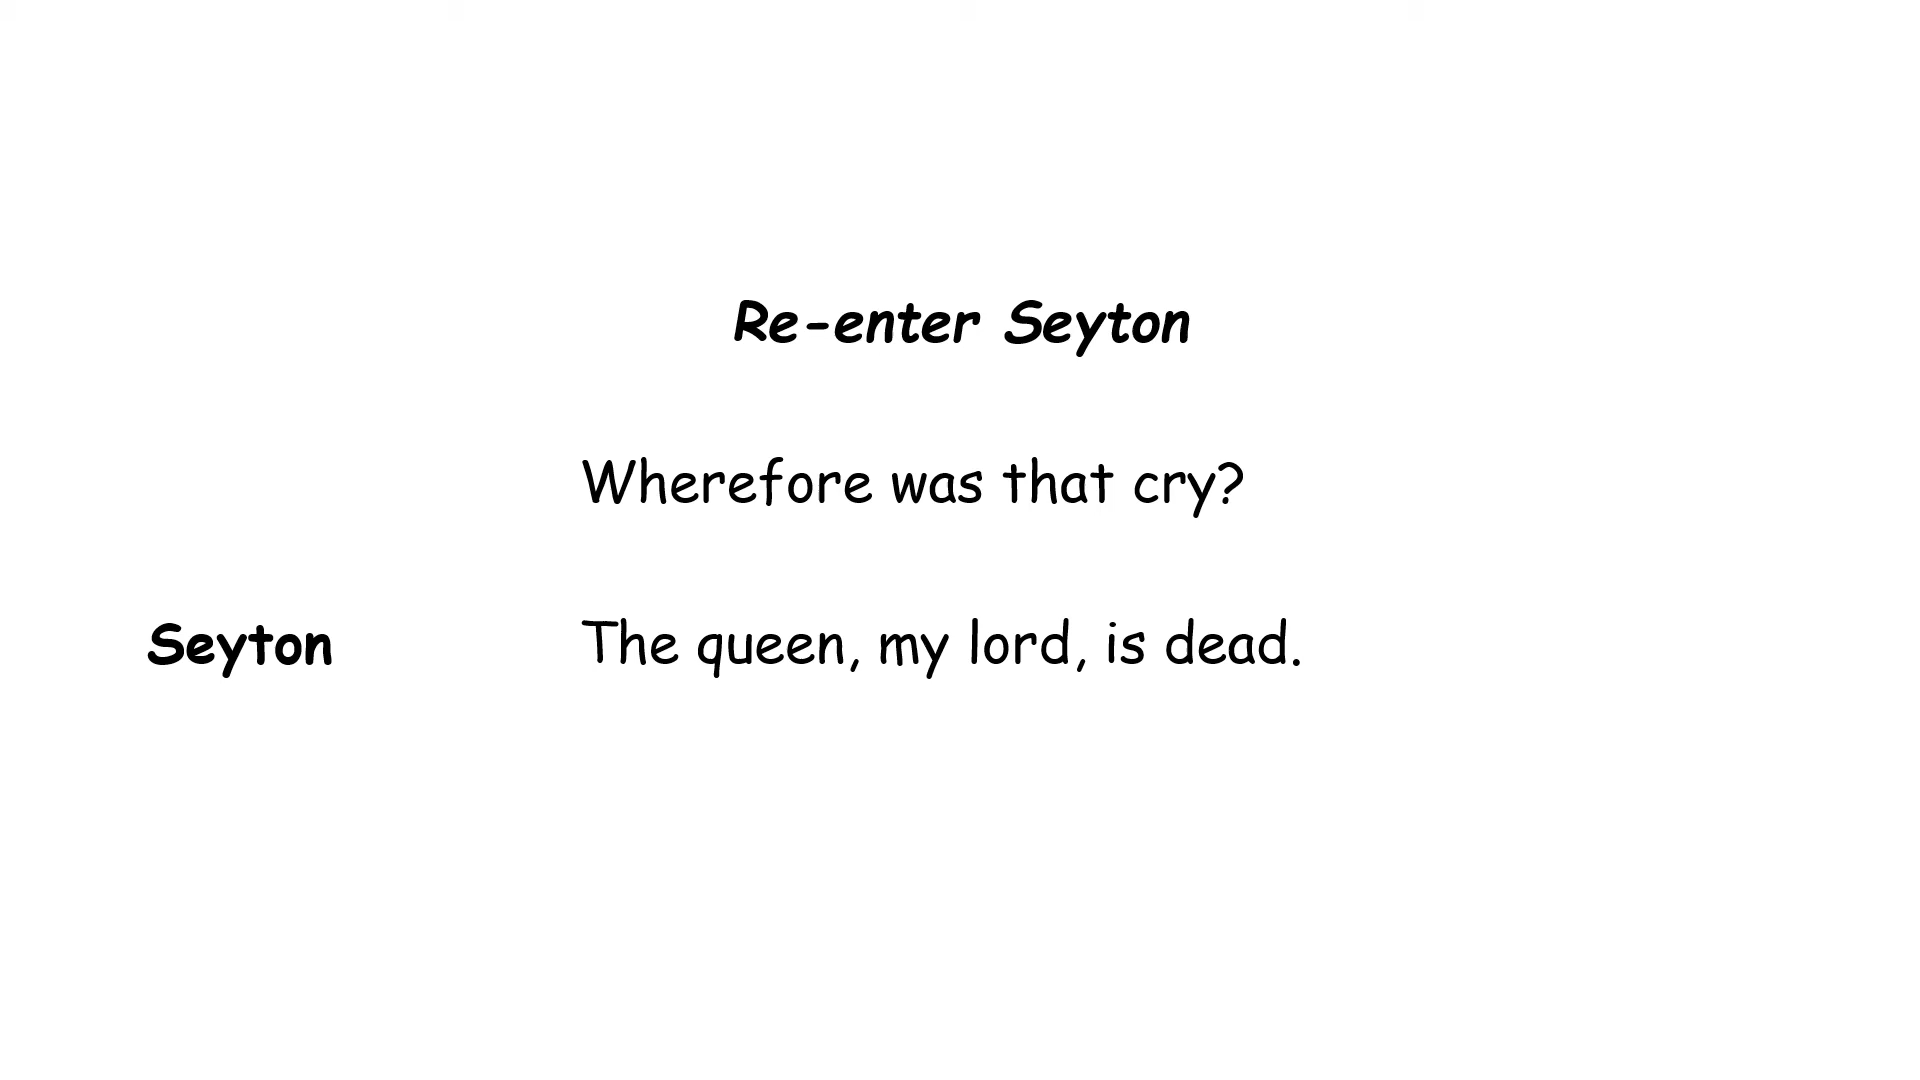 Re-enter Seyton
Wherefore was that cry?
Seyton The queen, my lord, is dead.